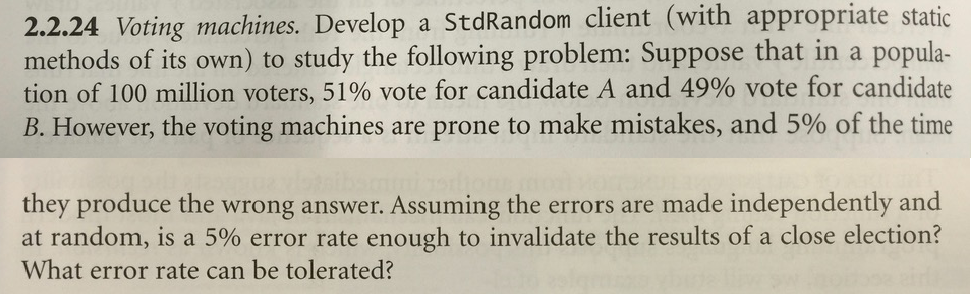 2.2.24 Voting machines. Develop a StdRandom client (with appropriate static
methods of its own) to study the following problem: Suppose that in a popula-
tion of 100 million voters, 51% vote for candidate A and 49% vote for candidate
B. However, the voting machines are prone to make mistakes, and 5% of the time
they produce the wrong answer. Assuming the errors are made independently and
at random, is a 5% error rate enough to invalidate the results of a close election?
What error rate can be tolerated?